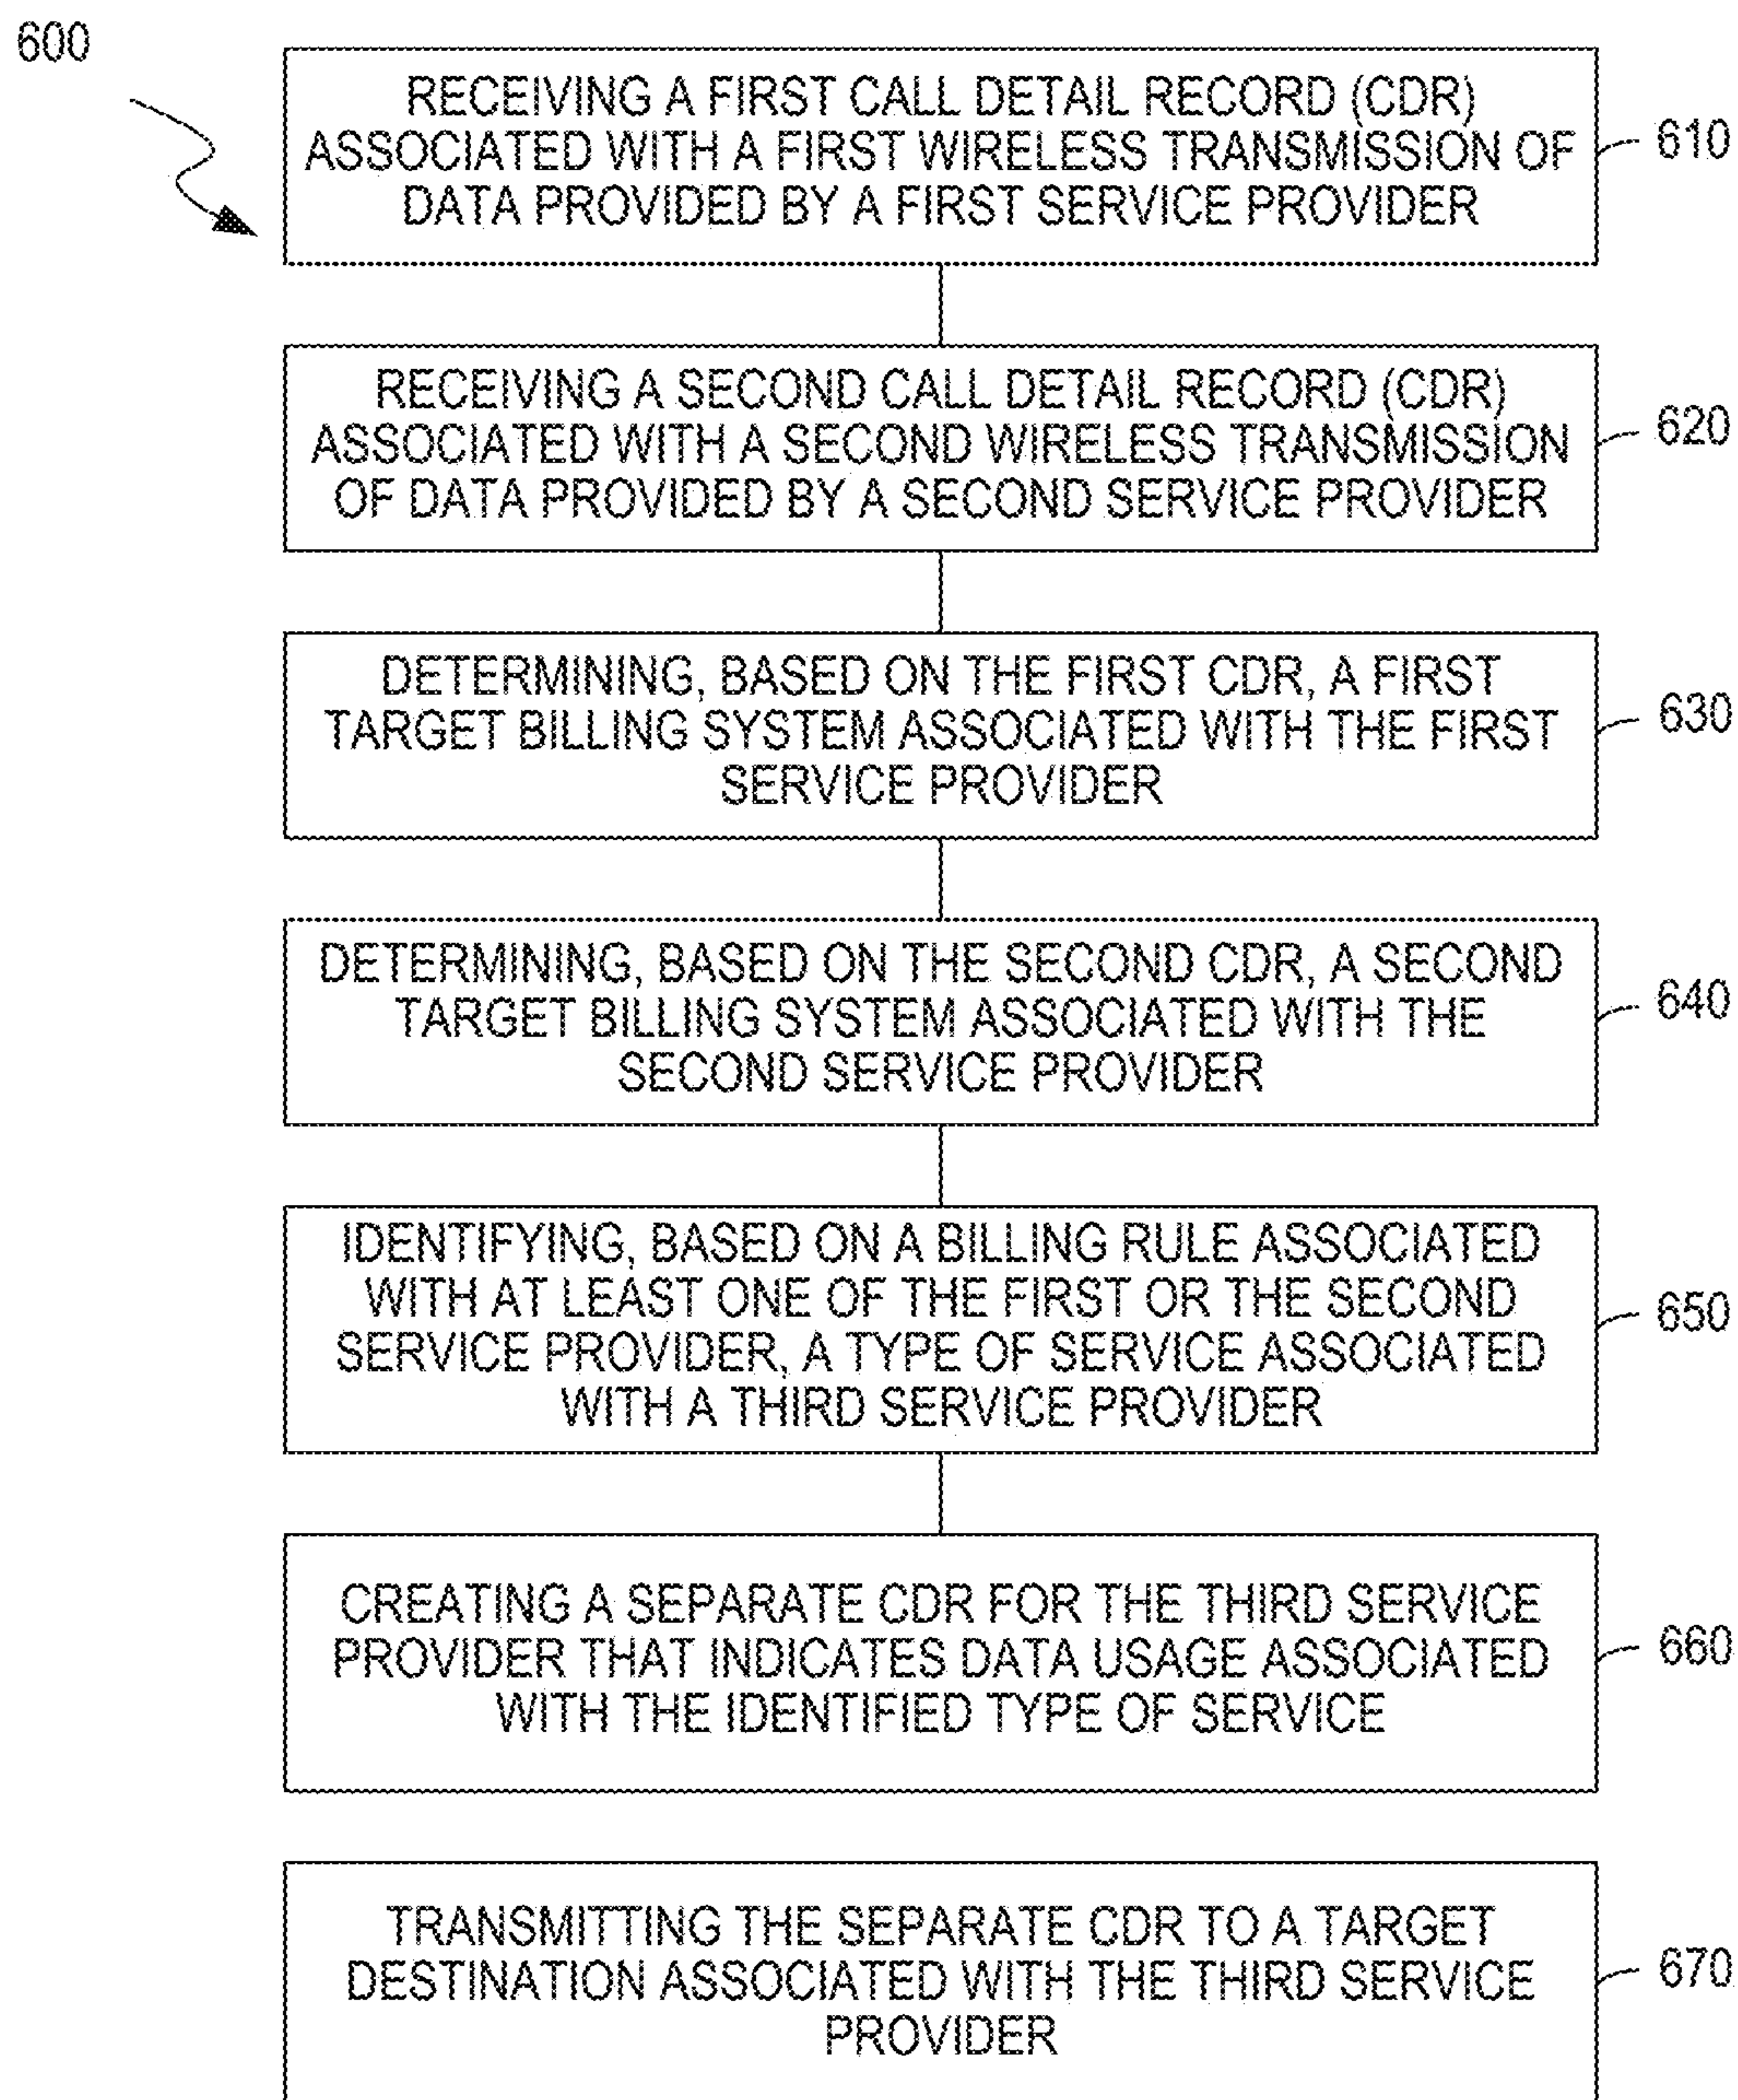 600
RECEIVING A FIRST CALL DETAIL RECORD (CDR)
ASSOCIATED WITH A FIRST WIRELESS TRANSMISSION OF
DATA PROVIDED BY A FIRST SERVICE PROVIDER
610
RECEIVING A SECOND CALL DETAIL RECORD (CDR)
ASSOCIATED WITH A SECOND WIRELESS TRANSMISSION
OF DATA PROVIDED BY A SECOND SERVICE PROVIDER
620
DETERMINING, BASED ON THE FIRST CDR, A FIRST
TARGET BILLING SYSTEM ASSOCIATED WITH THE FIRST
SERVICE PROVIDER
630
DETERMINING, BASED ON THE SECOND CDR, A SECOND
TARGET BILLING SYSTEM ASSOCIATED WITH THE
SECOND SERVICE PROVIDER
640
IDENTIFYING, BASED ON A BILLING RULE ASSOCIATED
WITH AT LEAST ONE OF THE FIRST OR THE SECOND
SERVICE PROVIDER, A TYPE OF SERVICE ASSOCIATED
WITH A THIRD SERVICE PROVIDER
650
CREATING A SEPARATE CDR FOR THE THIRD SERVICE
PROVIDER THAT INDICATES DATA USAGE ASSOCIATED
WITH THE IDENTIFIED TYPE OF SERVICE
660
TRANSMITTING THE SEPARATE CDR TO A TARGET
DESTINATION ASSOCIATED WITH THE THIRD SERVICE
PROVIDER
670